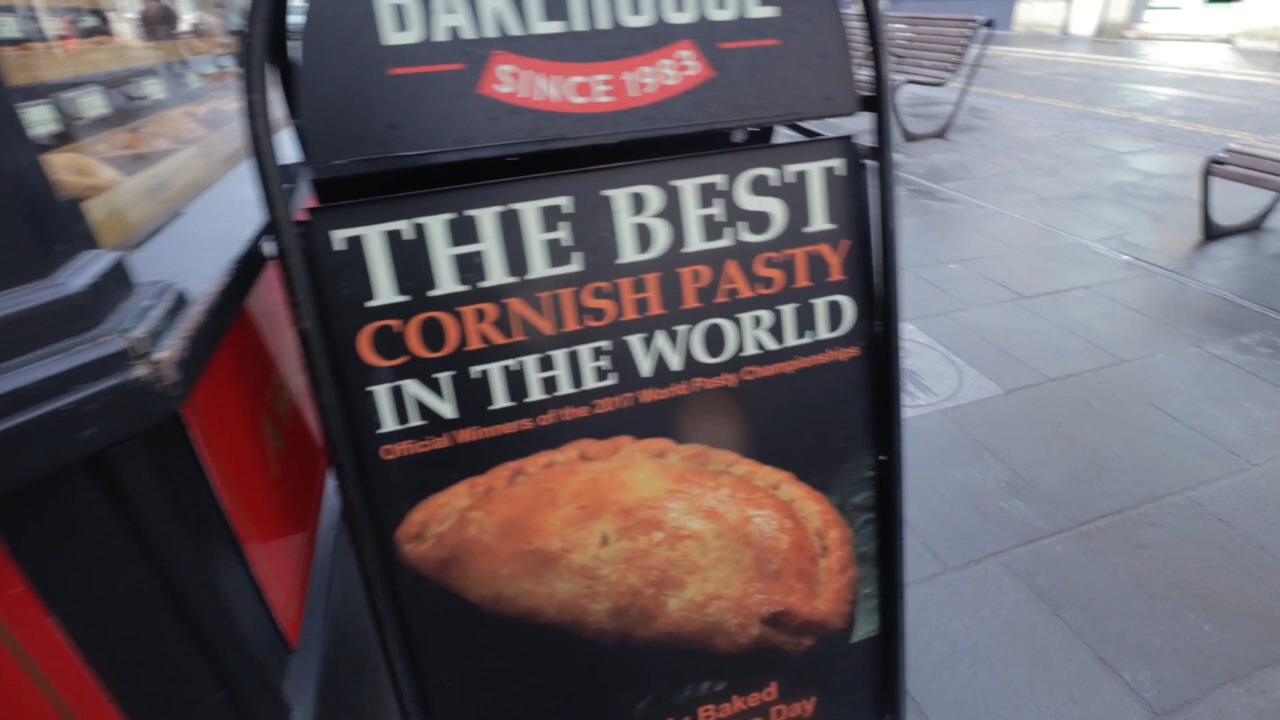 BAKEHOUSE
SINCE 1983
THE BEST
CORNISH PASTY
IN THE WORLD
Official Winners of the 2017 World Pasty Championships
Baked
Day